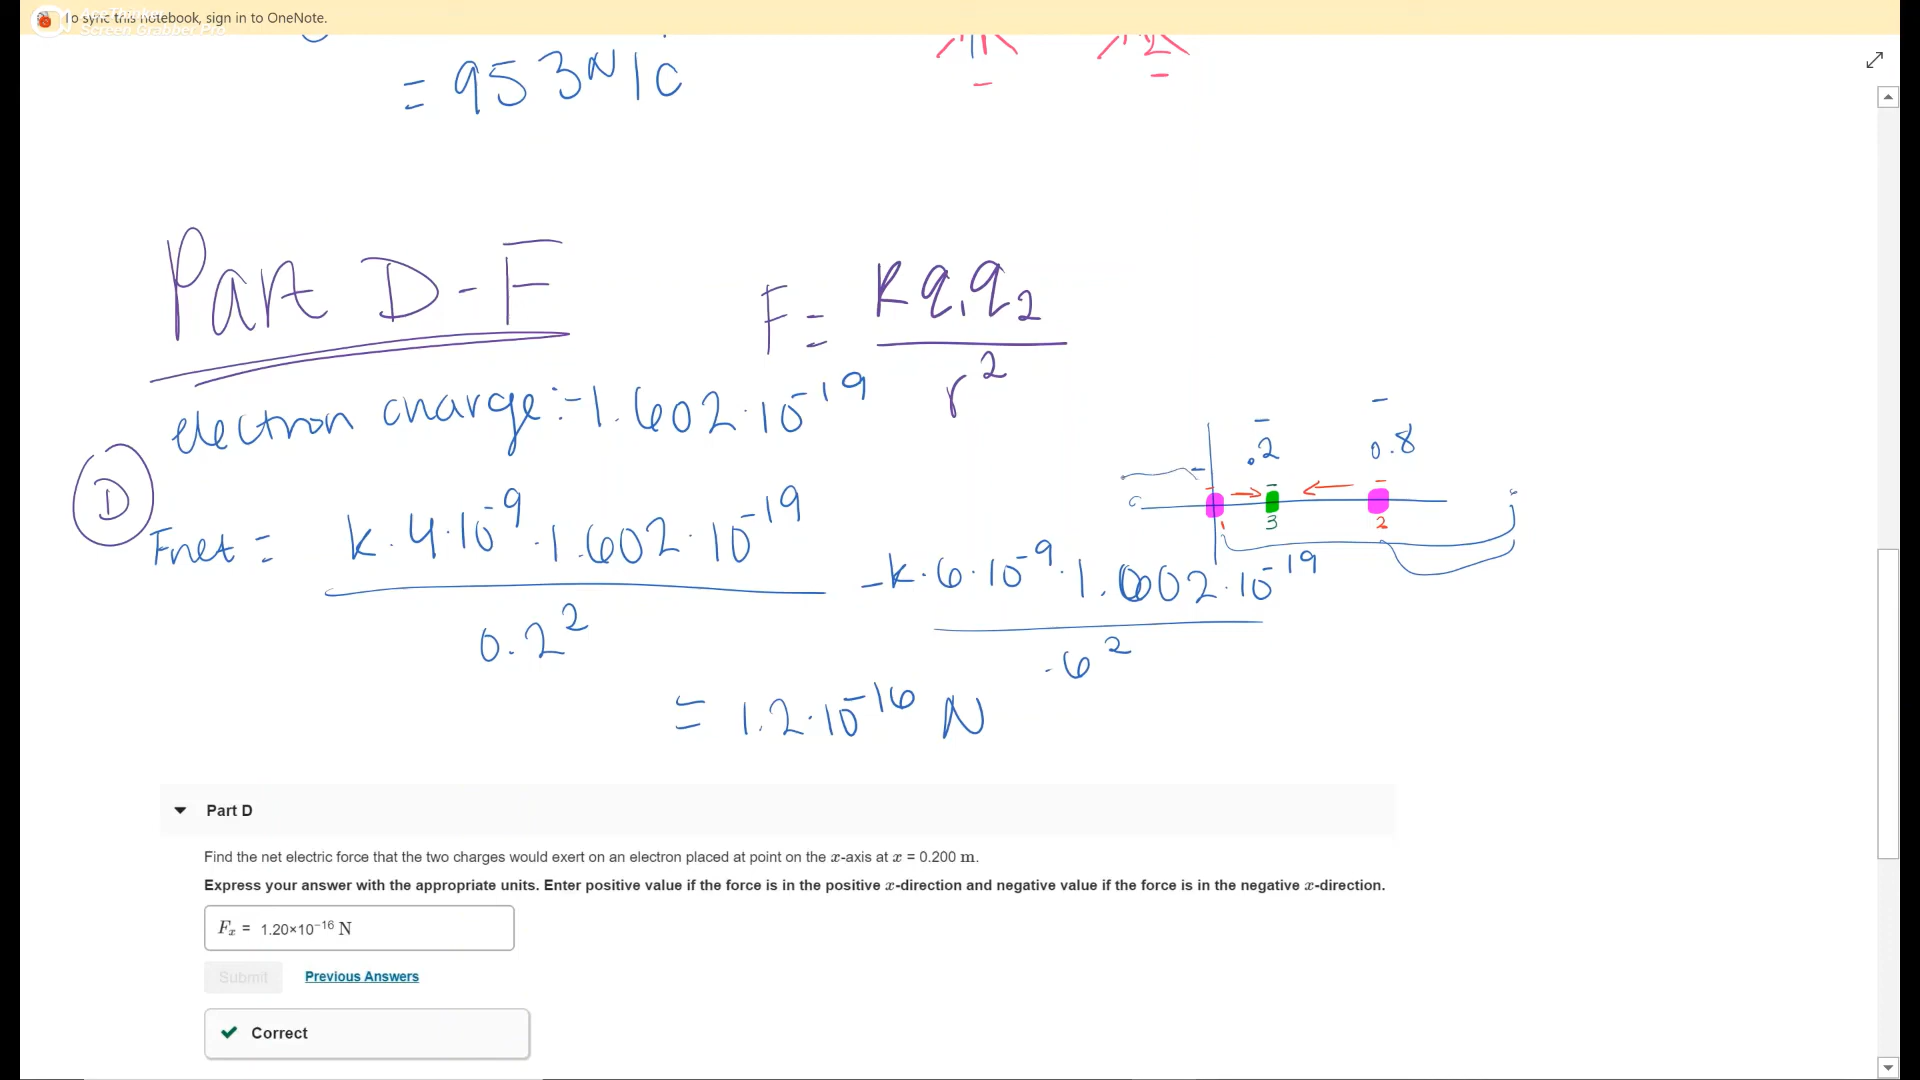 To sync this notebook, sign in to OneNote.
Screen Grabber Pro
= 953 N/C
Part D-F
F = kq₁q₂
r²
electron charge: -1.602·10⁻¹⁹
.2
0.8
D
c
1 3 2
Fnet = k·4·10⁻⁹·1.602·10⁻¹⁹
0.2²
-k·6·10⁻⁹·1.602·10⁻¹⁹
.6²
= 1.2·10⁻¹⁶ N
Part D
Find the net electric force that the two charges would exert on an electron placed at point on the x-axis at x = 0.200 m.
Express your answer with the appropriate units. Enter positive value if the force is in the positive x-direction and negative value if the force is in the negative x-direction.
Fₓ = 1.20×10⁻¹⁶ N
Submit Previous Answers
Correct